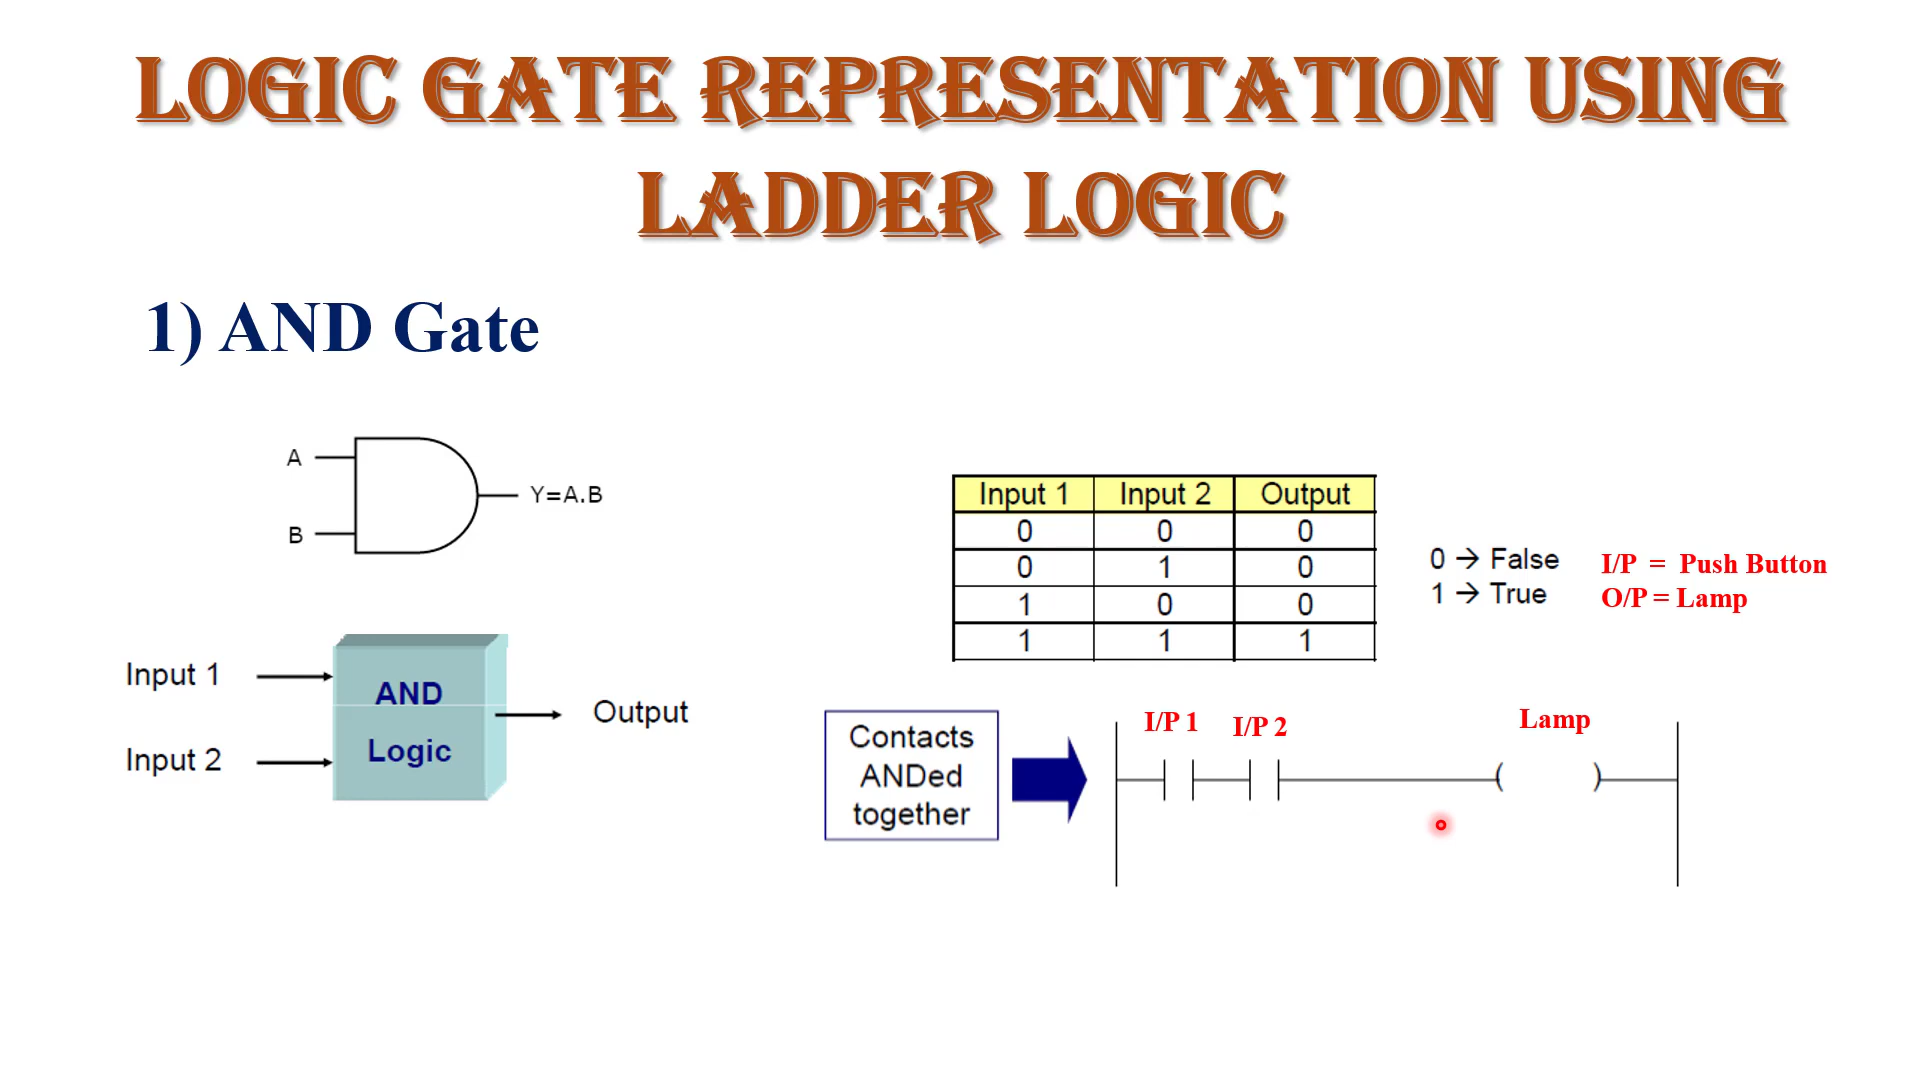 LOGIC GATE REPRESENTATION USING
LADDER LOGIC
1) AND Gate
A
B
Y=A.B
Input 1
Input 2
AND
Logic
Output
Input 1 Input 2 Output
0 0 0
0 1 0
1 0 0
1 1 1
0 → False
1 → True
I/P = Push Button
O/P = Lamp
Contacts
ANDed
together
I/P 1
I/P 2
Lamp
( )